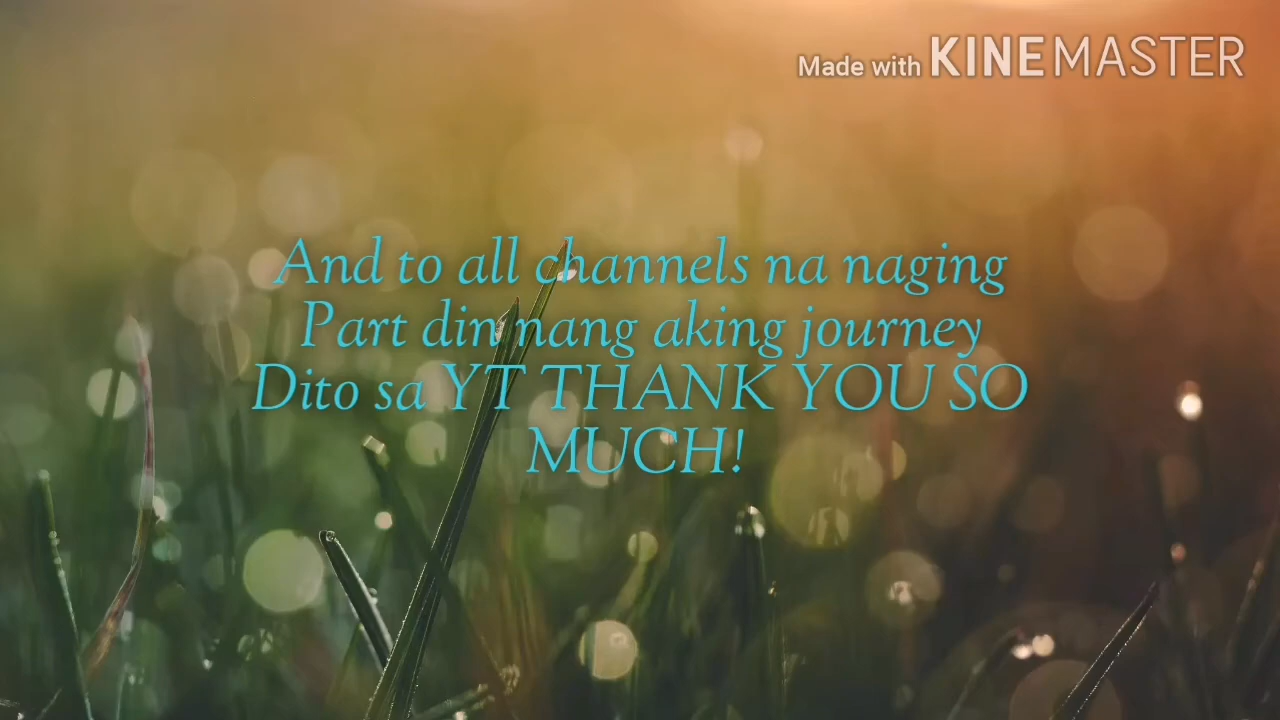 Made with KINEMASTER
And to all channels na naging
Part din nang aking journey
Dito sa YT THANK YOU SO
MUCH!